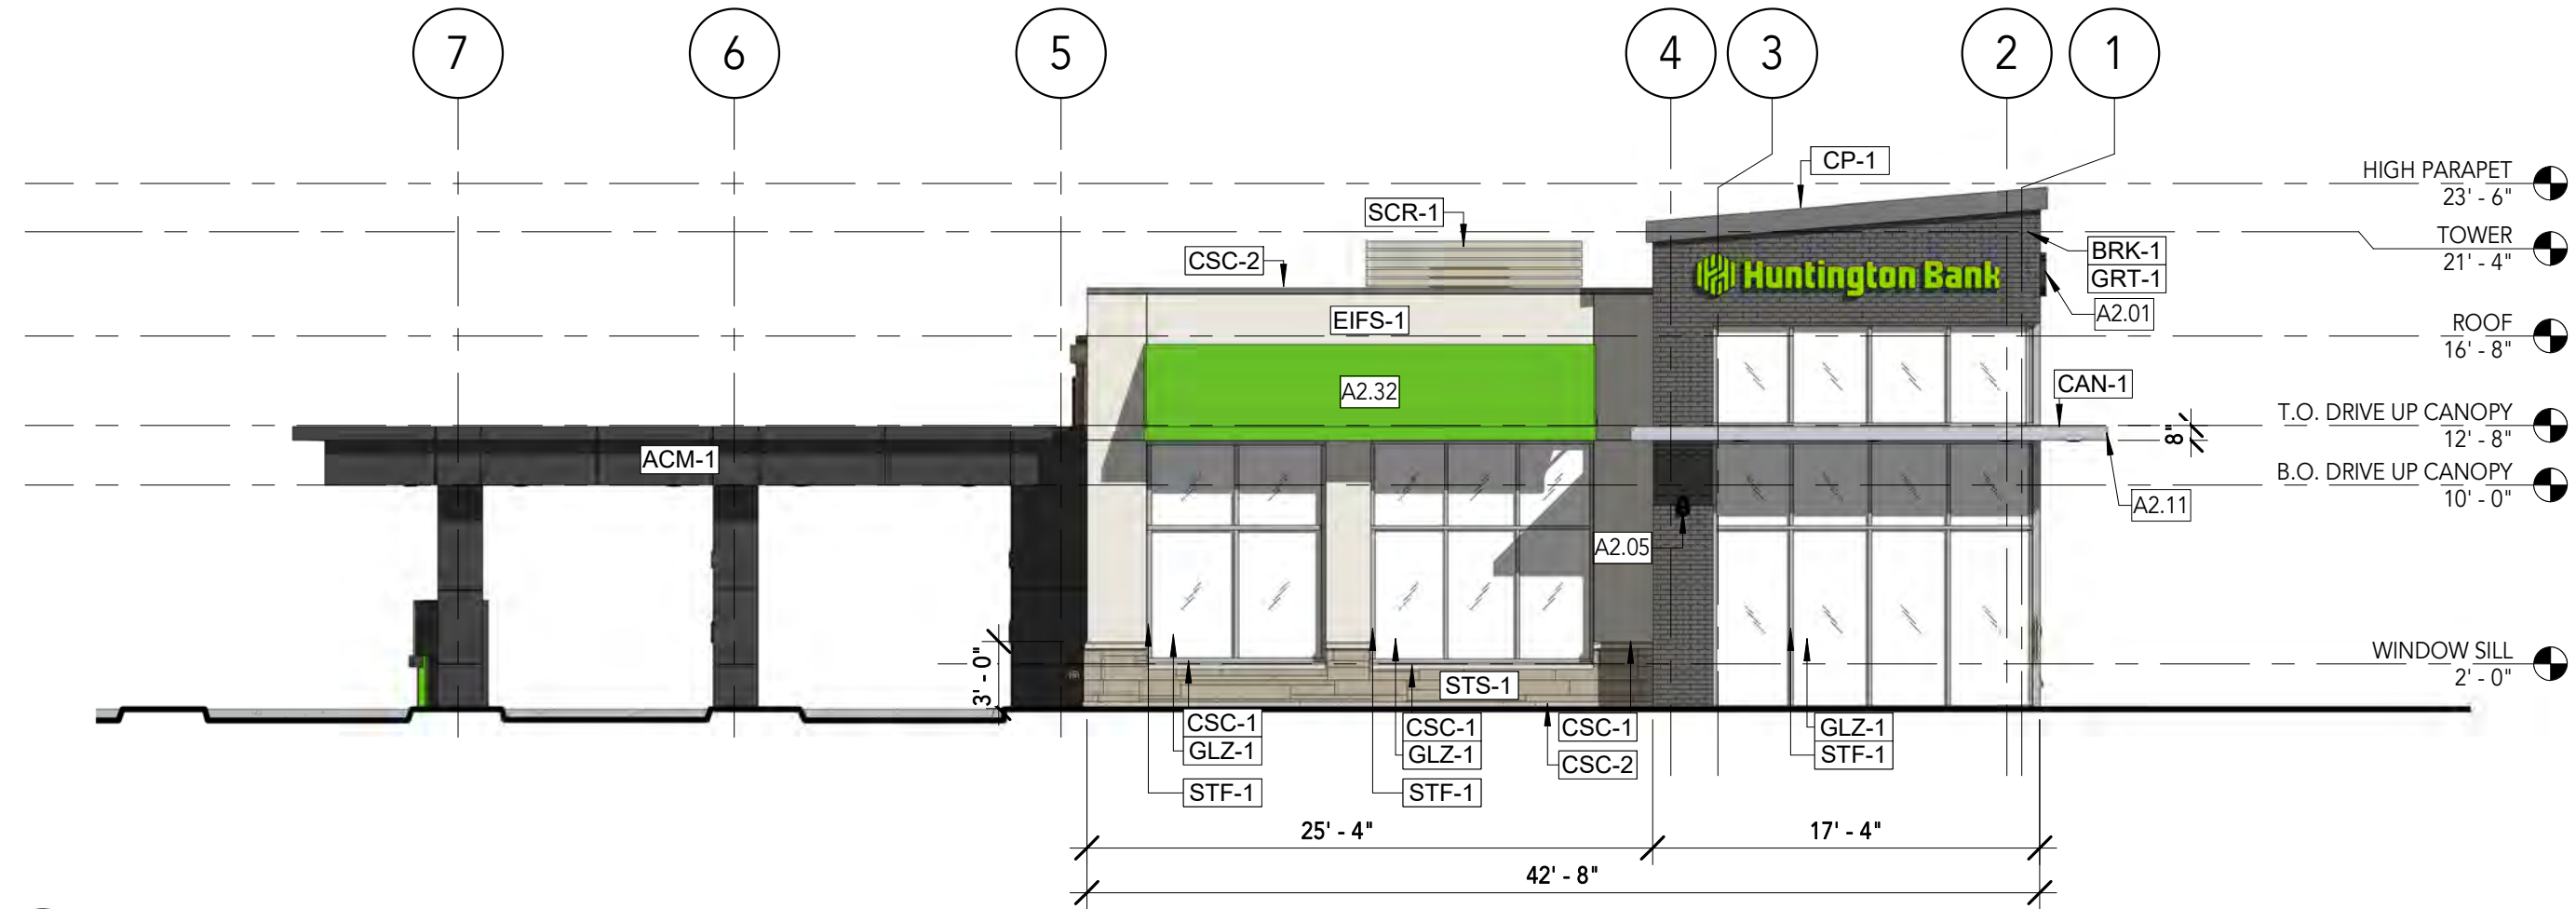 7
6
5
4
3
2
1
CP-1
HIGH PARAPET
23' - 6"
SCR-1
TOWER
21' - 4"
CSC-2
BRK-1
GRT-1
Huntington Bank
A2.01
EIFS-1
ROOF
16' - 8"
A2.32
CAN-1
T.O. DRIVE UP CANOPY
12' - 8"
8"
ACM-1
B.O. DRIVE UP CANOPY
10' - 0"
A2.11
A2.05
3' - 0"
WINDOW SILL
2' - 0"
STS-1
CSC-1
GLZ-1
STF-1
CSC-1
GLZ-1
STF-1
CSC-1
CSC-2
GLZ-1
STF-1
25' - 4"
17' - 4"
42' - 8"